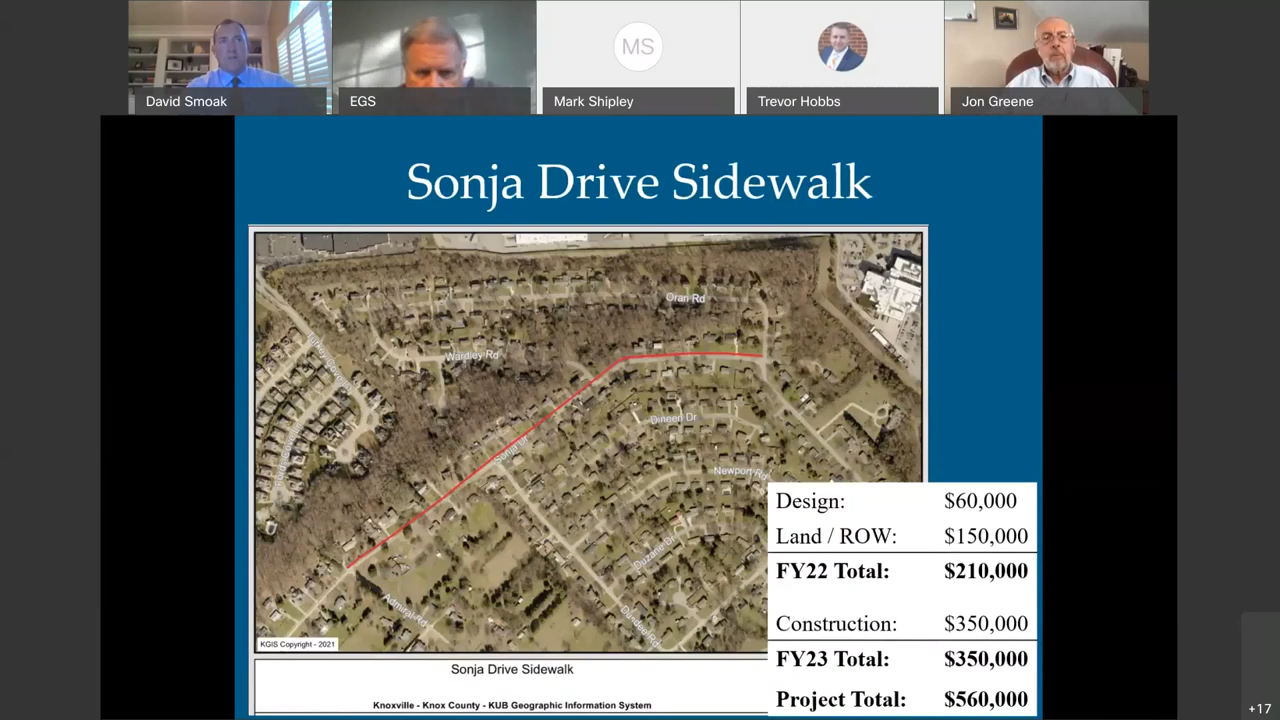 MS
David Smoak
EGS
Mark Shipley
Trevor Hobbs
Jon Greene
Sonja Drive Sidewalk
Oran Rd
Wardley Rd
Dineen Dr
Sonja Dr
Newport Rd
Duzane Dr
Admiral Rd
KGIS Copyright - 2021
Sonja Drive Sidewalk
Knoxville - Knox County - KUB Geographic Information System
Design: $60,000
Land / ROW: $150,000
FY22 Total: $210,000
Construction: $350,000
FY23 Total: $350,000
Project Total: $560,000
+17